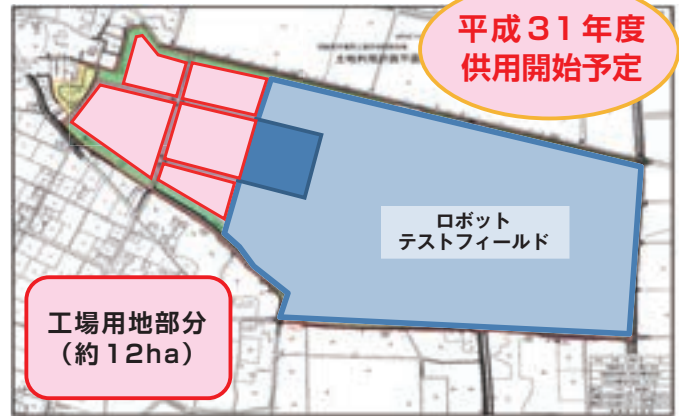 平成31年度
供用開始予定
ロボット
テストフィールド
工場用地部分
(約12ha)